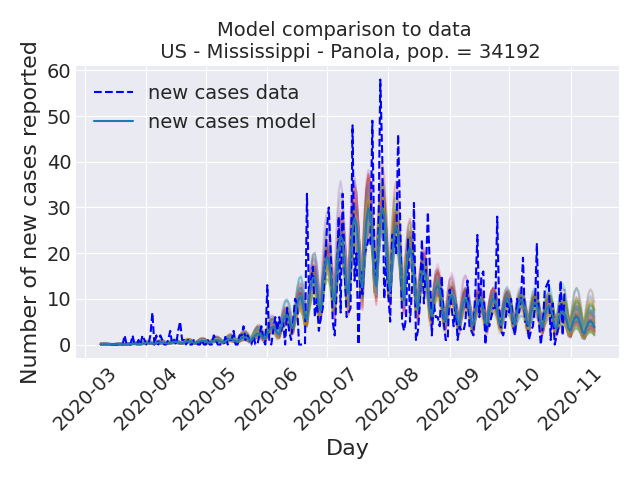 Model comparison to data
US - Mississippi - Panola, pop. = 34192
Number of new cases reported
60
50
40
30
20
10
0
new cases data
new cases model
2020-03
2020-04
2020-05
2020-06
2020-07
2020-08
2020-09
2020-10
2020-11
Day